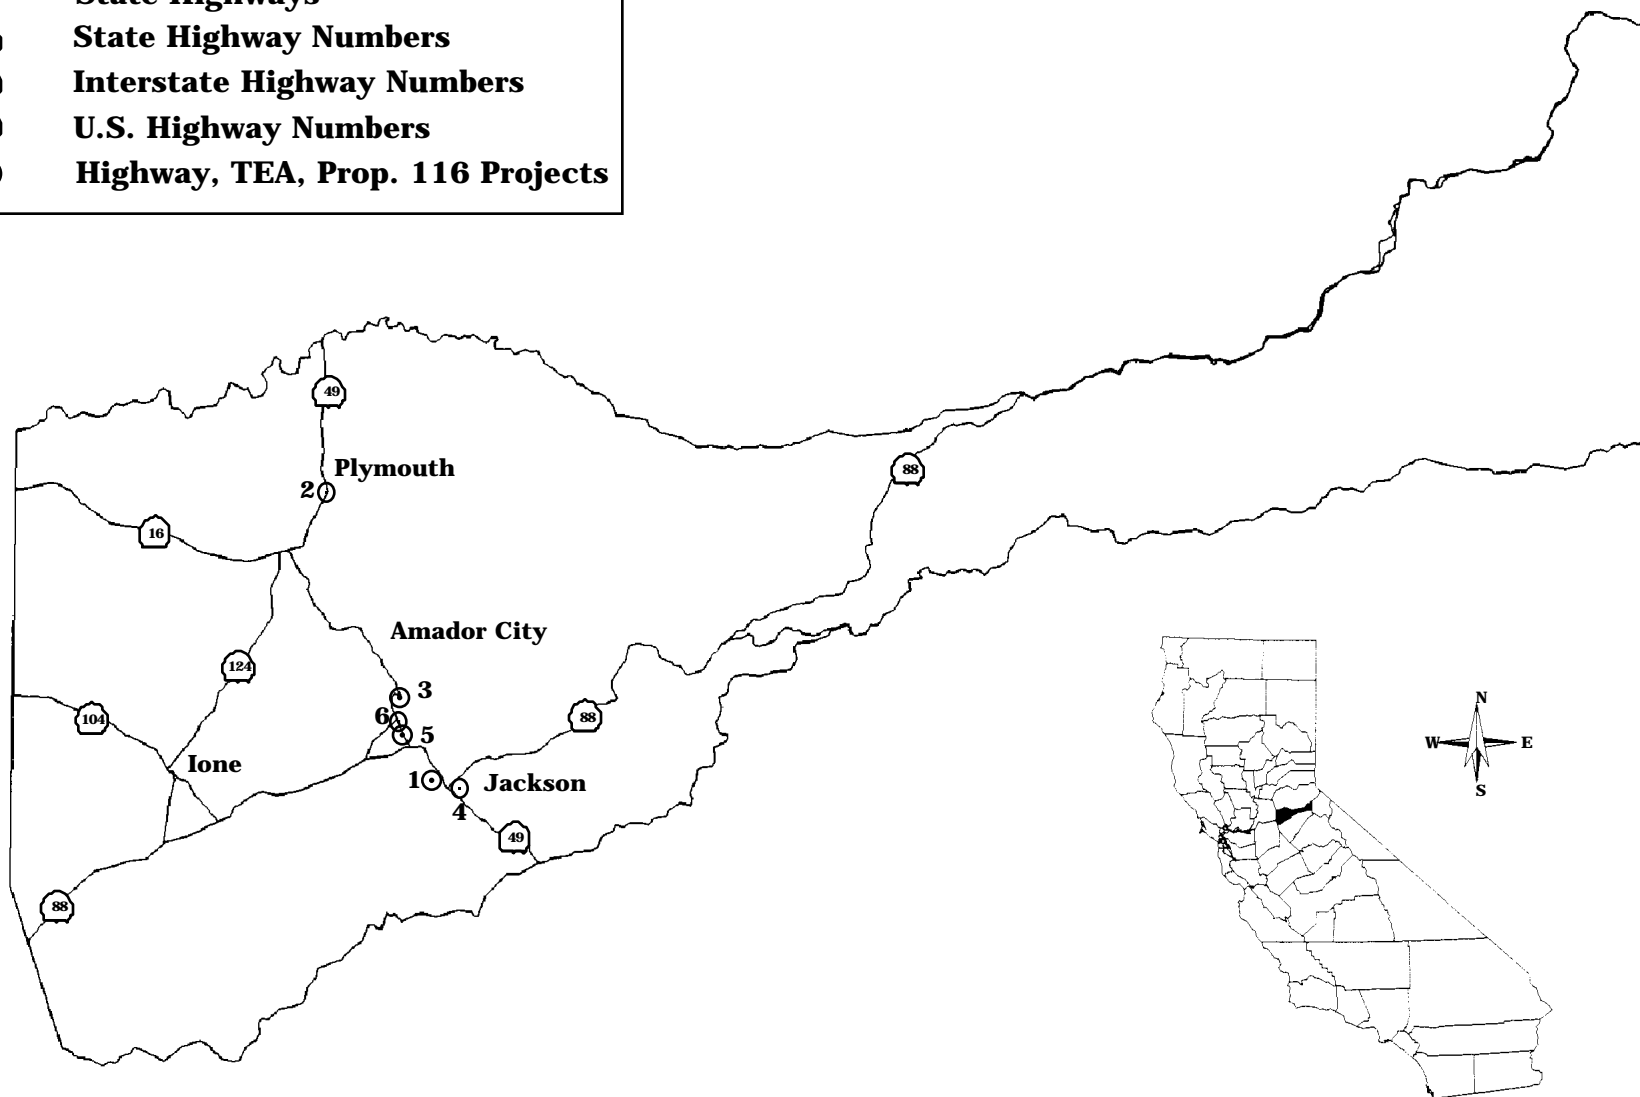 State Highways
State Highway Numbers
Interstate Highway Numbers
U.S. Highway Numbers
Highway, TEA, Prop. 116 Projects
49
Plymouth
2
88
16
Amador City
124
3
104
6
88
5
Ione
1
Jackson
4
49
88
N
W
E
S